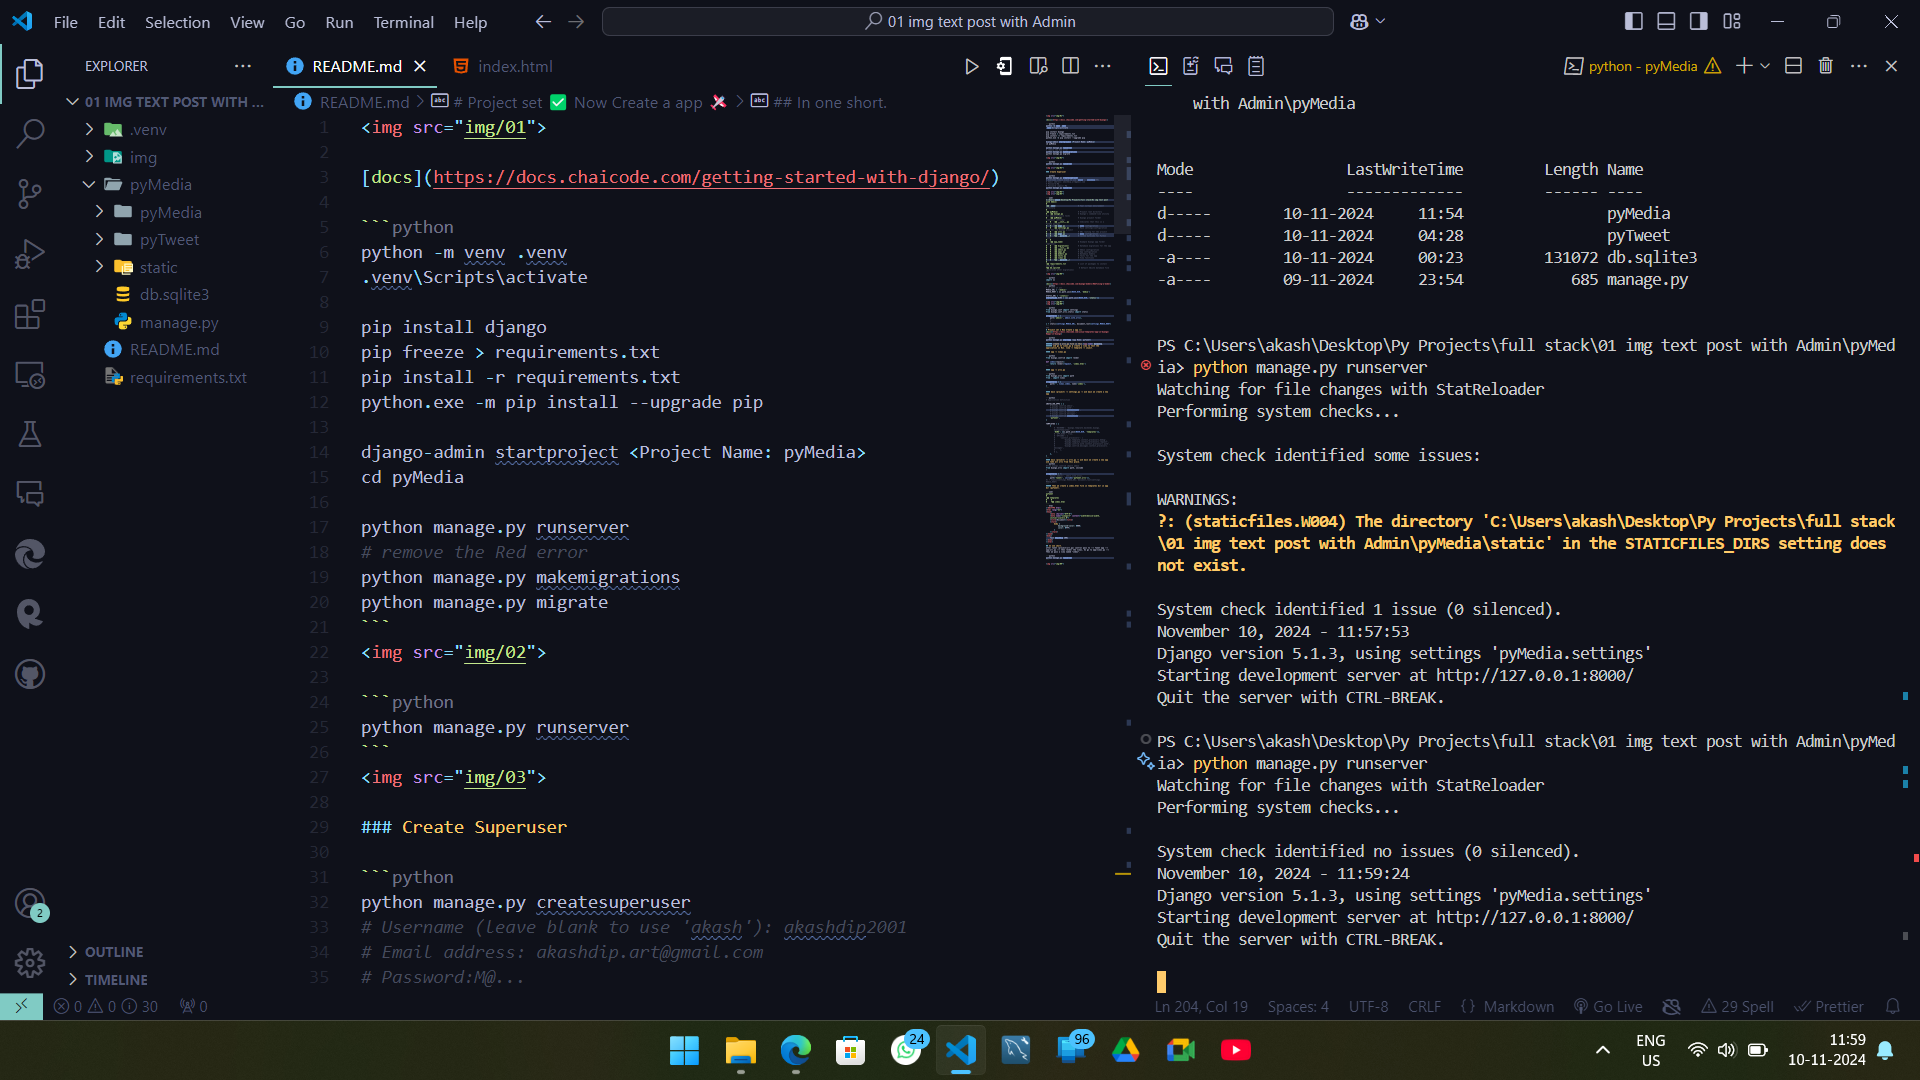 File Edit Selection View Go Run Terminal Help
01 img text post with Admin
EXPLORER
01 IMG TEXT POST WITH ...
.venv
img
pyMedia
pyMedia
pyTweet
static
db.sqlite3
manage.py
README.md
requirements.txt
OUTLINE
TIMELINE
README.md index.html
README.md > # Project set ✅ Now Create a app > ## In one short.
1 <img src="img/01">
2
3 [docs](https://docs.chaicode.com/getting-started-with-django/)
4
5 ```python
6 python -m venv .venv
7 .venv\Scripts\activate
8
9 pip install django
10 pip freeze > requirements.txt
11 pip install -r requirements.txt
12 python.exe -m pip install --upgrade pip
13
14 django-admin startproject <Project Name: pyMedia>
15 cd pyMedia
16
17 python manage.py runserver
18 # remove the Red error
19 python manage.py makemigrations
20 python manage.py migrate
21 ```
22 <img src="img/02">
23
24 ```python
25 python manage.py runserver
26 ```
27 <img src="img/03">
28
29 ### Create Superuser
30
31 ```python
32 python manage.py createsuperuser
33 # Username (leave blank to use 'akash'): akashdip2001
34 # Email address: akashdip.art@gmail.com
35 # Password:M@...
python - pyMedia
with Admin\pyMedia
Mode LastWriteTime Length Name
---- ------------- ------ ----
d----- 10-11-2024 11:54 pyMedia
d----- 10-11-2024 04:28 pyTweet
-a---- 10-11-2024 00:23 131072 db.sqlite3
-a---- 09-11-2024 23:54 685 manage.py
PS C:\Users\akash\Desktop\Py Projects\full stack\01 img text post with Admin\pyMed
ia> python manage.py runserver
Watching for file changes with StatReloader
Performing system checks...
System check identified some issues:
WARNINGS:
?: (staticfiles.W004) The directory 'C:\Users\akash\Desktop\Py Projects\full stack
\01 img text post with Admin\pyMedia\static' in the STATICFILES_DIRS setting does
not exist.
System check identified 1 issue (0 silenced).
November 10, 2024 - 11:57:53
Django version 5.1.3, using settings 'pyMedia.settings'
Starting development server at http://127.0.0.1:8000/
Quit the server with CTRL-BREAK.
PS C:\Users\akash\Desktop\Py Projects\full stack\01 img text post with Admin\pyMed
ia> python manage.py runserver
Watching for file changes with StatReloader
Performing system checks...
System check identified no issues (0 silenced).
November 10, 2024 - 11:59:24
Django version 5.1.3, using settings 'pyMedia.settings'
Starting development server at http://127.0.0.1:8000/
Quit the server with CTRL-BREAK.
2
0 0 30 0
Ln 204, Col 19 Spaces: 4 UTF-8 CRLF {} Markdown Go Live 29 Spell Prettier
24
96
ENG
US
11:59
10-11-2024